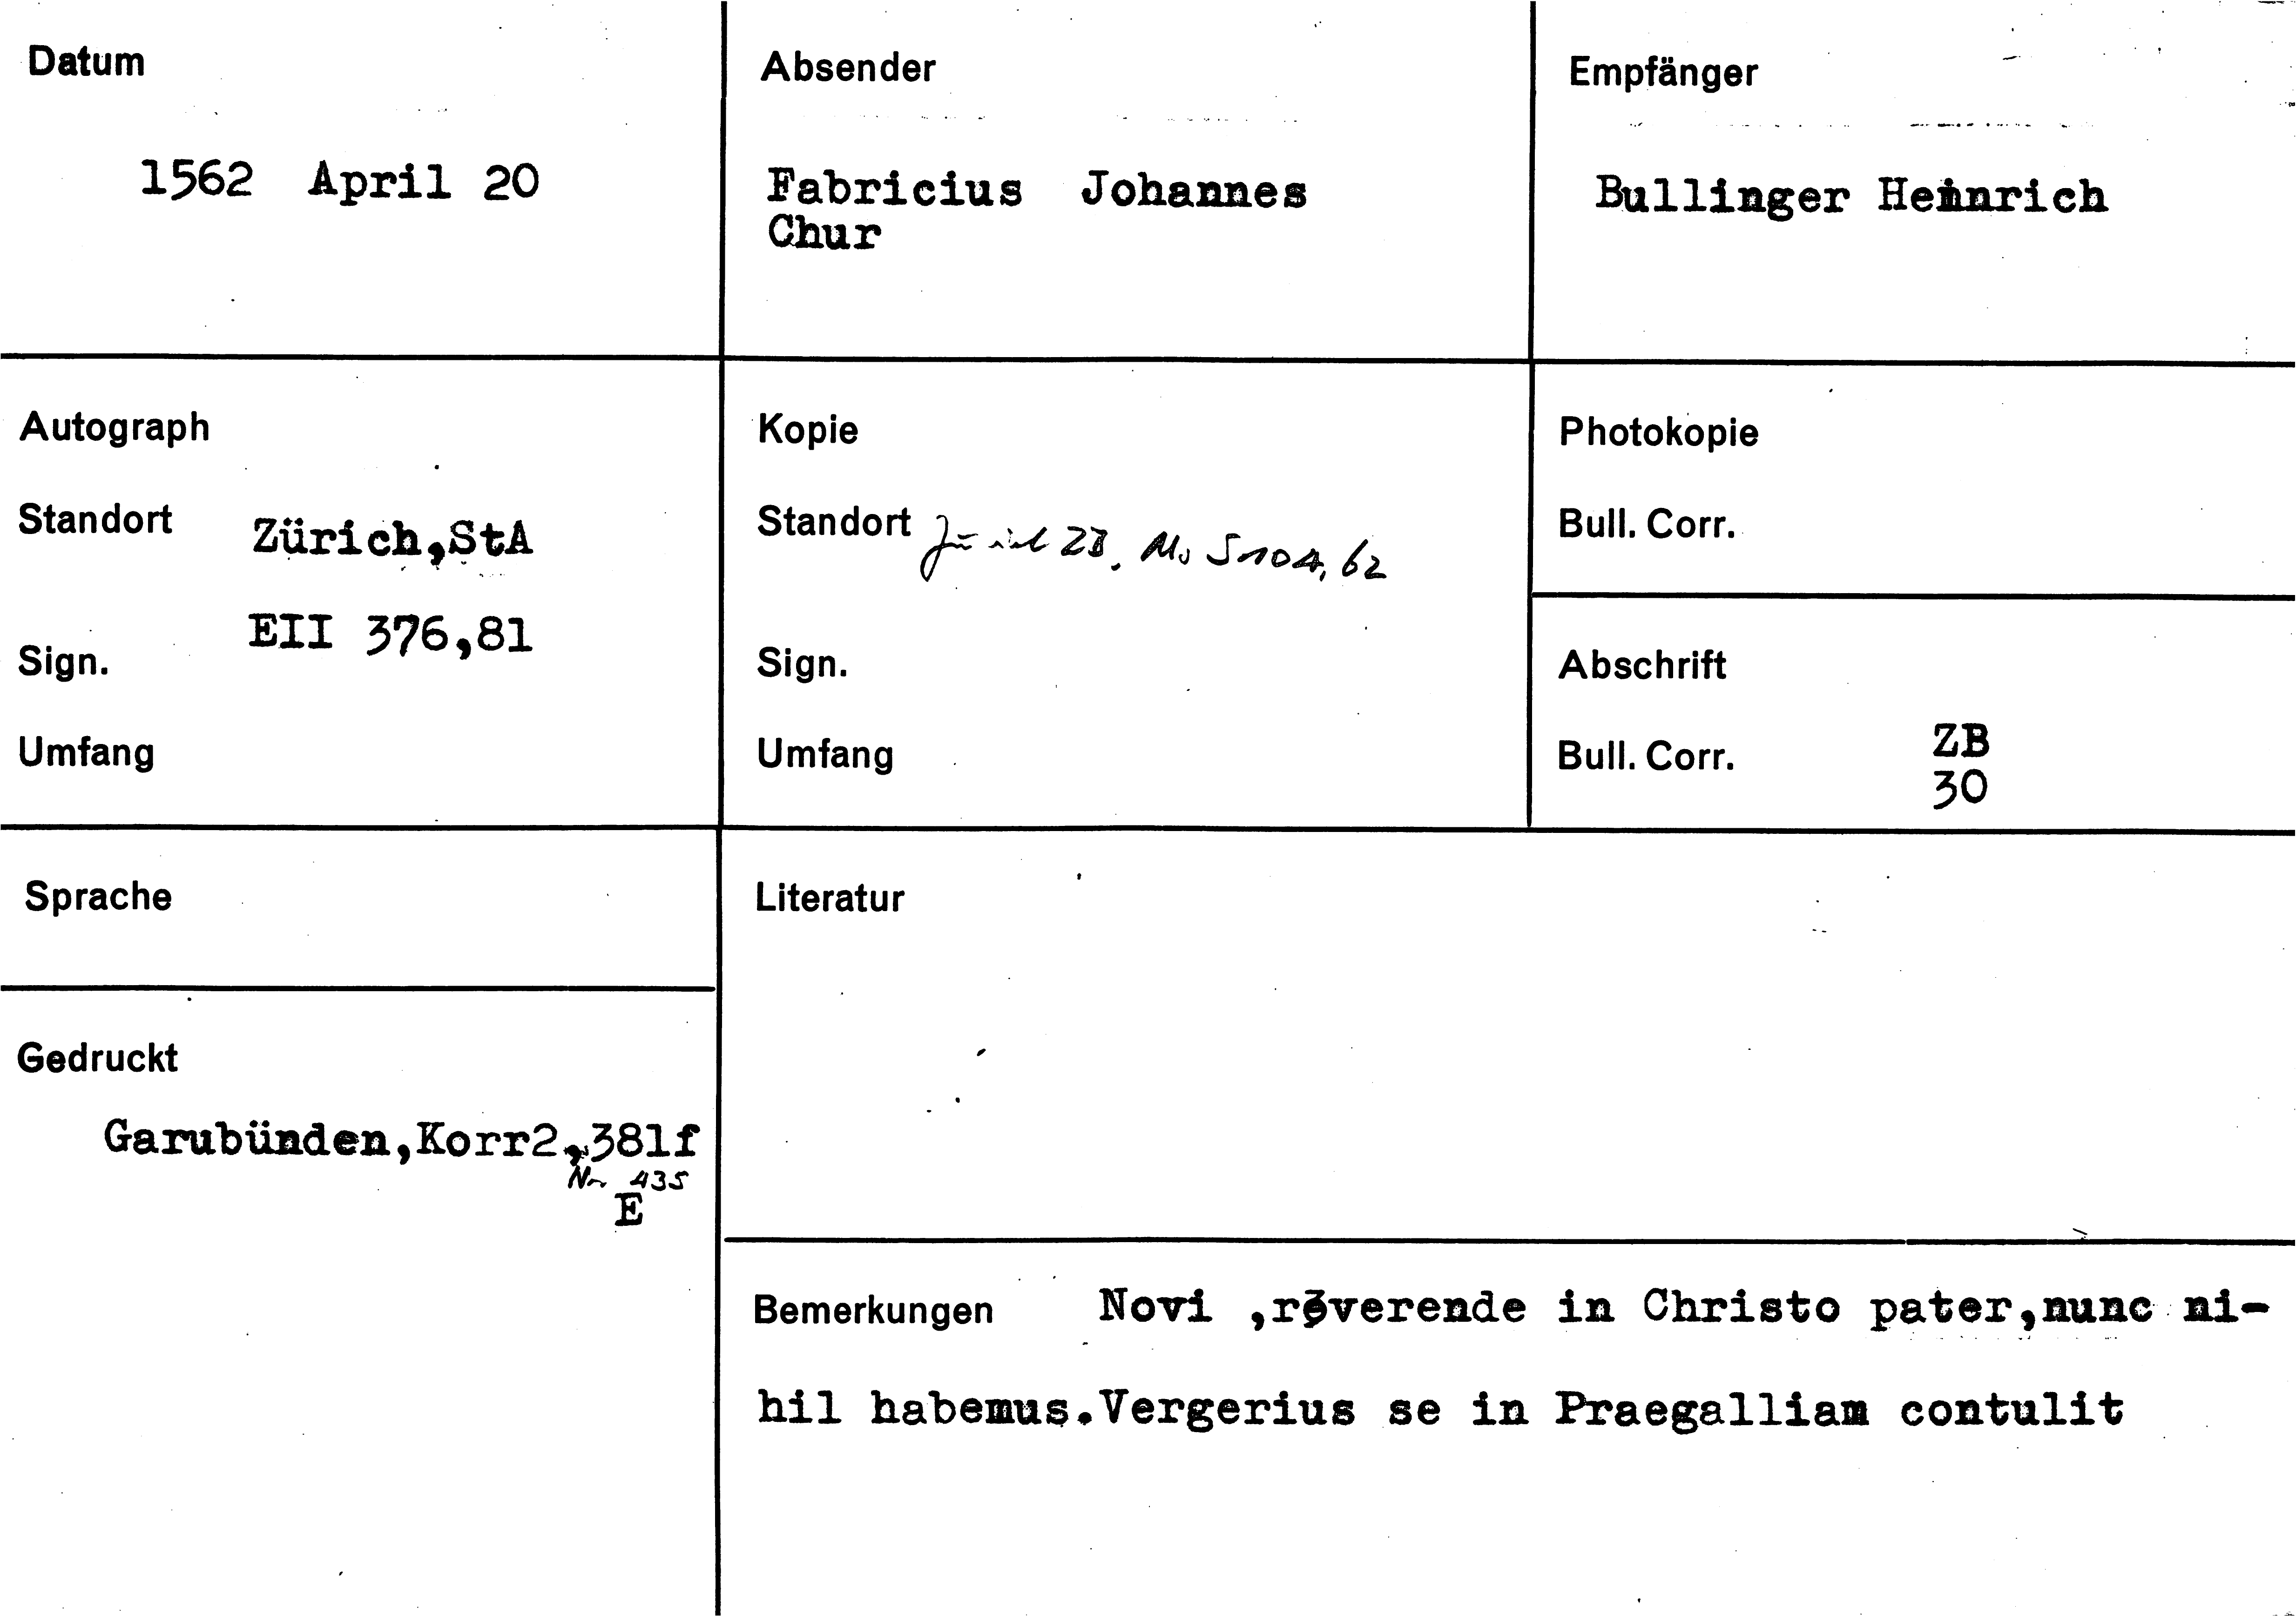 Datum
1562 April 20
Absender
Fabricius Johannes
Chur
Empfänger
Bullinger Heinrich
Autograph
Standort Zürich,StA
Sign. EII 376,81
Umfang
Kopie
Standort Zürich ZB, Ms S 104, 62
Sign.
Umfang
Photokopie
Bull. Corr.
Abschrift
Bull. Corr. ZB
30
Sprache
Gedruckt
Garubünden,Korr2,381f
Nr 435
E
Literatur
Bemerkungen Novi ,reverende in Christo pater,nunc ni-
hil habemus.Vergerius se in Praegalliam contulit